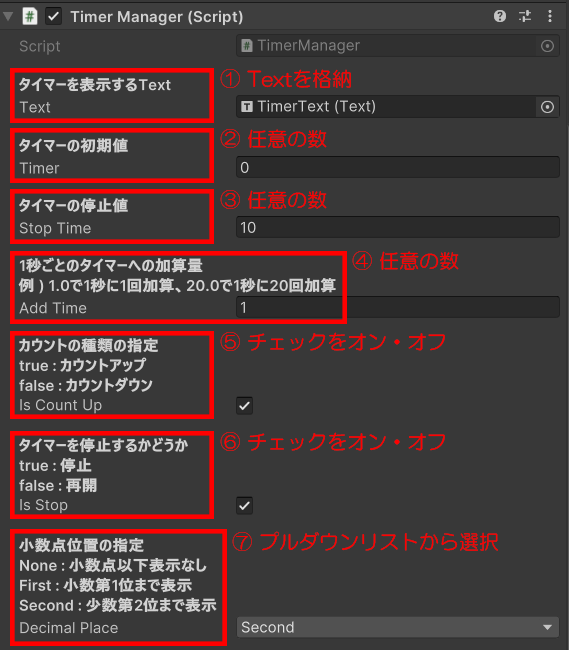 Timer Manager (Script)
Script
TimerManager
タイマーを表示するText
① Textを格納
Text
TimerText (Text)
タイマーの初期値
② 任意の数
Timer
0
タイマーの停止値
③ 任意の数
Stop Time
10
1秒ごとのタイマーへの加算量
④ 任意の数
例 ) 1.0で1秒に1回加算、20.0で1秒に20回加算
Add Time
1
カウントの種類の指定
⑤ チェックをオン・オフ
true : カウントアップ
false : カウントダウン
Is Count Up
タイマーを停止するかどうか
⑥ チェックをオン・オフ
true : 停止
false : 再開
Is Stop
小数点位置の指定
⑦ プルダウンリストから選択
None : 小数点以下表示なし
First : 小数第1位まで表示
Second : 少数第2位まで表示
Decimal Place
Second